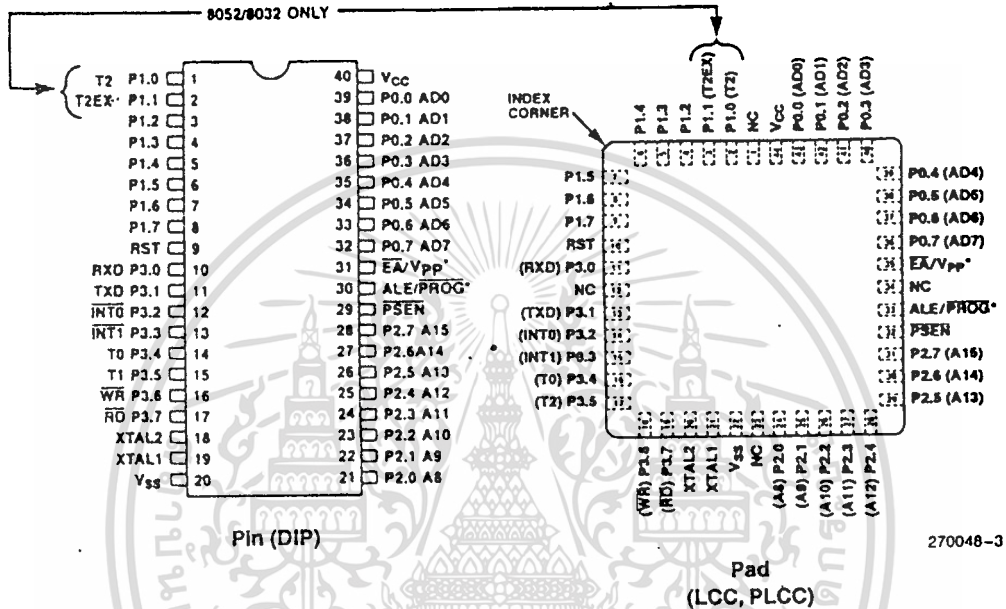 8052/8032 ONLY
T2 P1.0 1
T2EX P1.1 2
P1.2 3
P1.3 4
P1.4 5
P1.5 6
P1.6 7
P1.7 8
RST 9
RXD P3.0 10
TXD P3.1 11
INT0 P3.2 12
INT1 P3.3 13
T0 P3.4 14
T1 P3.5 15
WR P3.6 16
RD P3.7 17
XTAL2 18
XTAL1 19
VSS 20
40 VCC
39 P0.0 AD0
38 P0.1 AD1
37 P0.2 AD2
36 P0.3 AD3
35 P0.4 AD4
34 P0.5 AD5
33 P0.6 AD6
32 P0.7 AD7
31 EA/VPP*
30 ALE/PROG*
29 PSEN
28 P2.7 A15
27 P2.6A14
26 P2.5 A13
25 P2.4 A12
24 P2.3 A11
23 P2.2 A10
22 P2.1 A9
21 P2.0 A8
Pin (DIP)
INDEX
CORNER
P1.4
P1.3
P1.2
P1.1 (T2EX)
P1.0 (T2)
NC
VCC
P0.0 (AD0)
P0.1 (AD1)
P0.2 (AD2)
P0.3 (AD3)
P1.5
P1.6
P1.7
RST
(RXD) P3.0
NC
(TXD) P3.1
(INT0) P3.2
(INT1) P3.3
(T0) P3.4
(T2) P3.5
P0.4 (AD4)
P0.5 (AD5)
P0.6 (AD6)
P0.7 (AD7)
EA/VPP*
NC
ALE/PROG*
PSEN
P2.7 (A15)
P2.6 (A14)
P2.5 (A13)
(WR) P3.6
(RD) P3.7
XTAL2
XTAL1
VSS
NC
(A8) P2.0
(A9) P2.1
(A10) P2.2
(A11) P2.3
(A12) P2.4
270048-3
Pad
(LCC, PLCC)